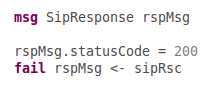 msg SipResponse rspMsg
rspMsg.statusCode = 200
fail rspMsg <- sipRsc